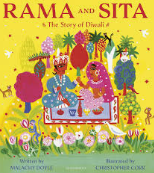 RAMA AND SITA
The Story of Diwali
Written by
MALACHY DOYLE
Illustrated by
CHRISTOPHER CORR